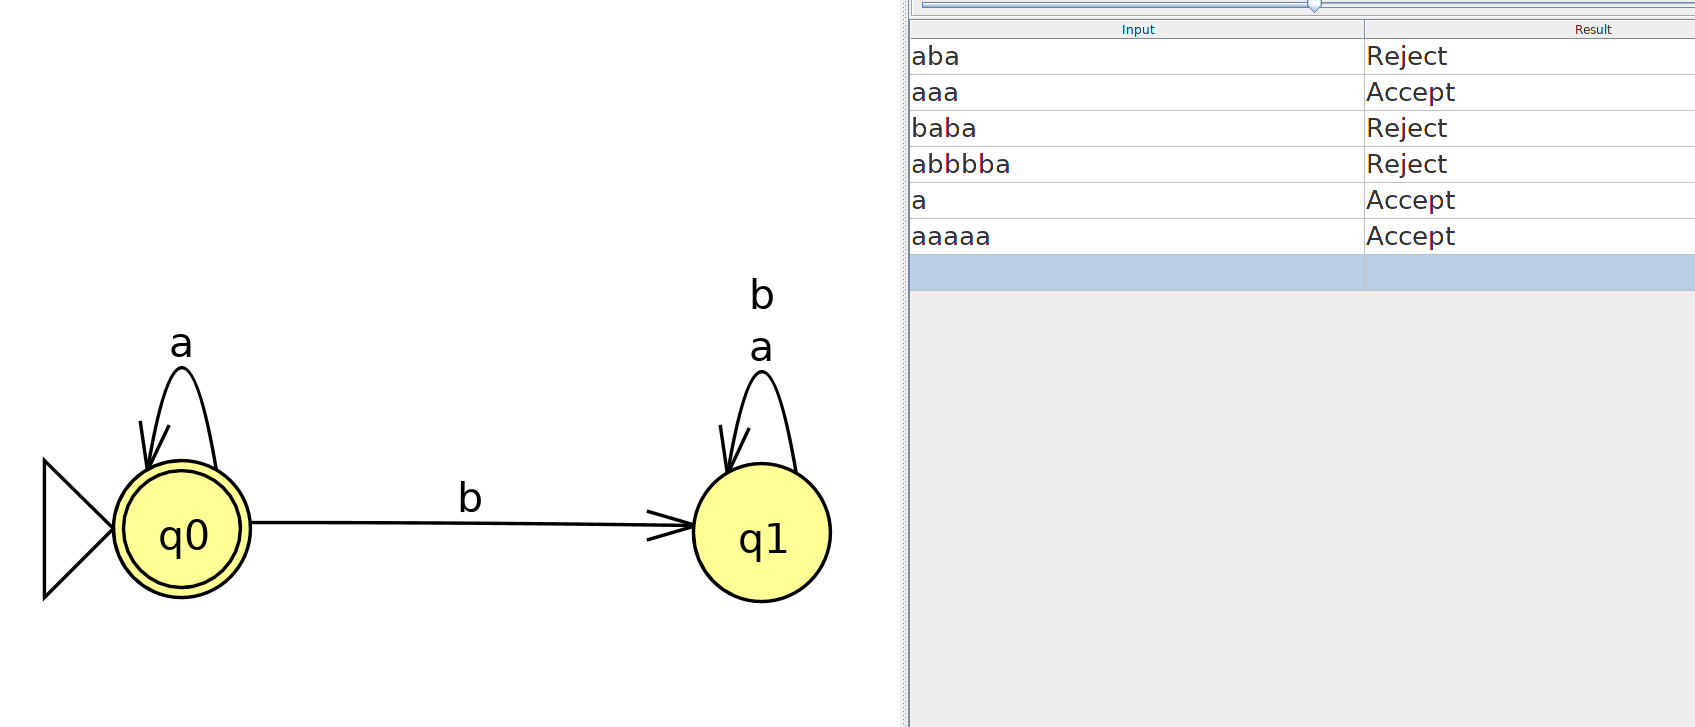 a
b
a
b
q0
q1
Input Result
aba Reject
aaa Accept
baba Reject
abbbba Reject
a Accept
aaaaa Accept